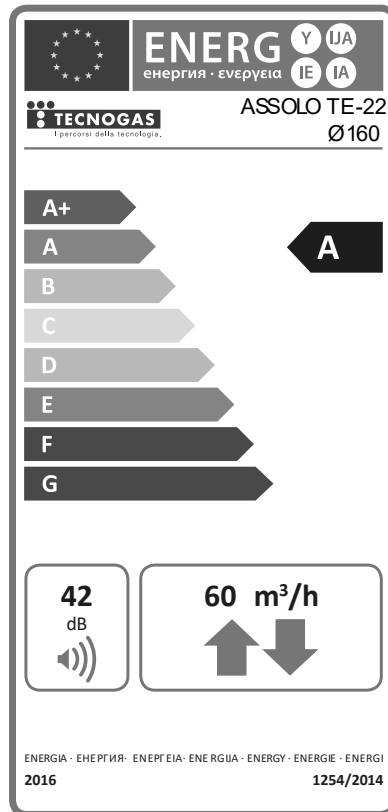 ENERG Y IJA
енергия · ενεργεια IE IA
TECNOGAS
I percorsi della tecnologia.
ASSOLO TE-22
Ø160
A+
A
A
B
C
D
E
F
G
42
dB
60 m³/h
ENERGIA · ЕНЕРГИЯ· ΕΝΕΡΓΕΙΑ· ENERGIJA · ENERGY · ENERGIE · ENERGI
2016
1254/2014